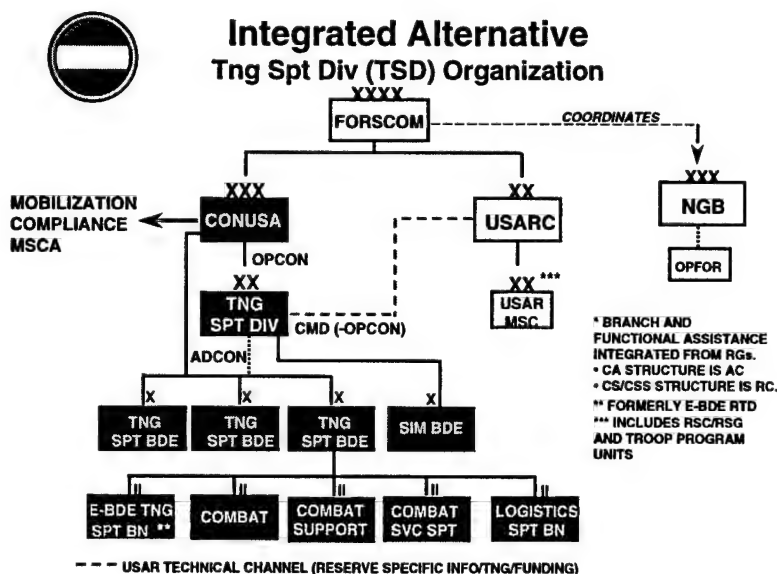 Integrated Alternative
Tng Spt Div (TSD) Organization
XXXX
FORSCOM
COORDINATES
XXX
CONUSA
XX
USARC
XXX
NGB
OPFOR
MOBILIZATION
COMPLIANCE
MSCA
OPCON
XX
TNG
SPT DIV
CMD (-OPCON)
XX ***
USAR
MSC
ADCON
* BRANCH AND
FUNCTIONAL ASSISTANCE
INTEGRATED FROM RGs.
• CA STRUCTURE IS AC
• CS/CSS STRUCTURE IS RC.
** FORMERLY E-BDE RTD
*** INCLUDES RSC/RSG
AND TROOP PROGRAM
UNITS
X
TNG
SPT BDE
X
TNG
SPT BDE
X
TNG
SPT BDE
X
SIM BDE
II
E-BDE TNG
SPT BN **
II
COMBAT
II
COMBAT
SUPPORT
II
COMBAT
SVC SPT
II
LOGISTICS
SPT BN
--- USAR TECHNICAL CHANNEL (RESERVE SPECIFIC INFO/TNG/FUNDING)